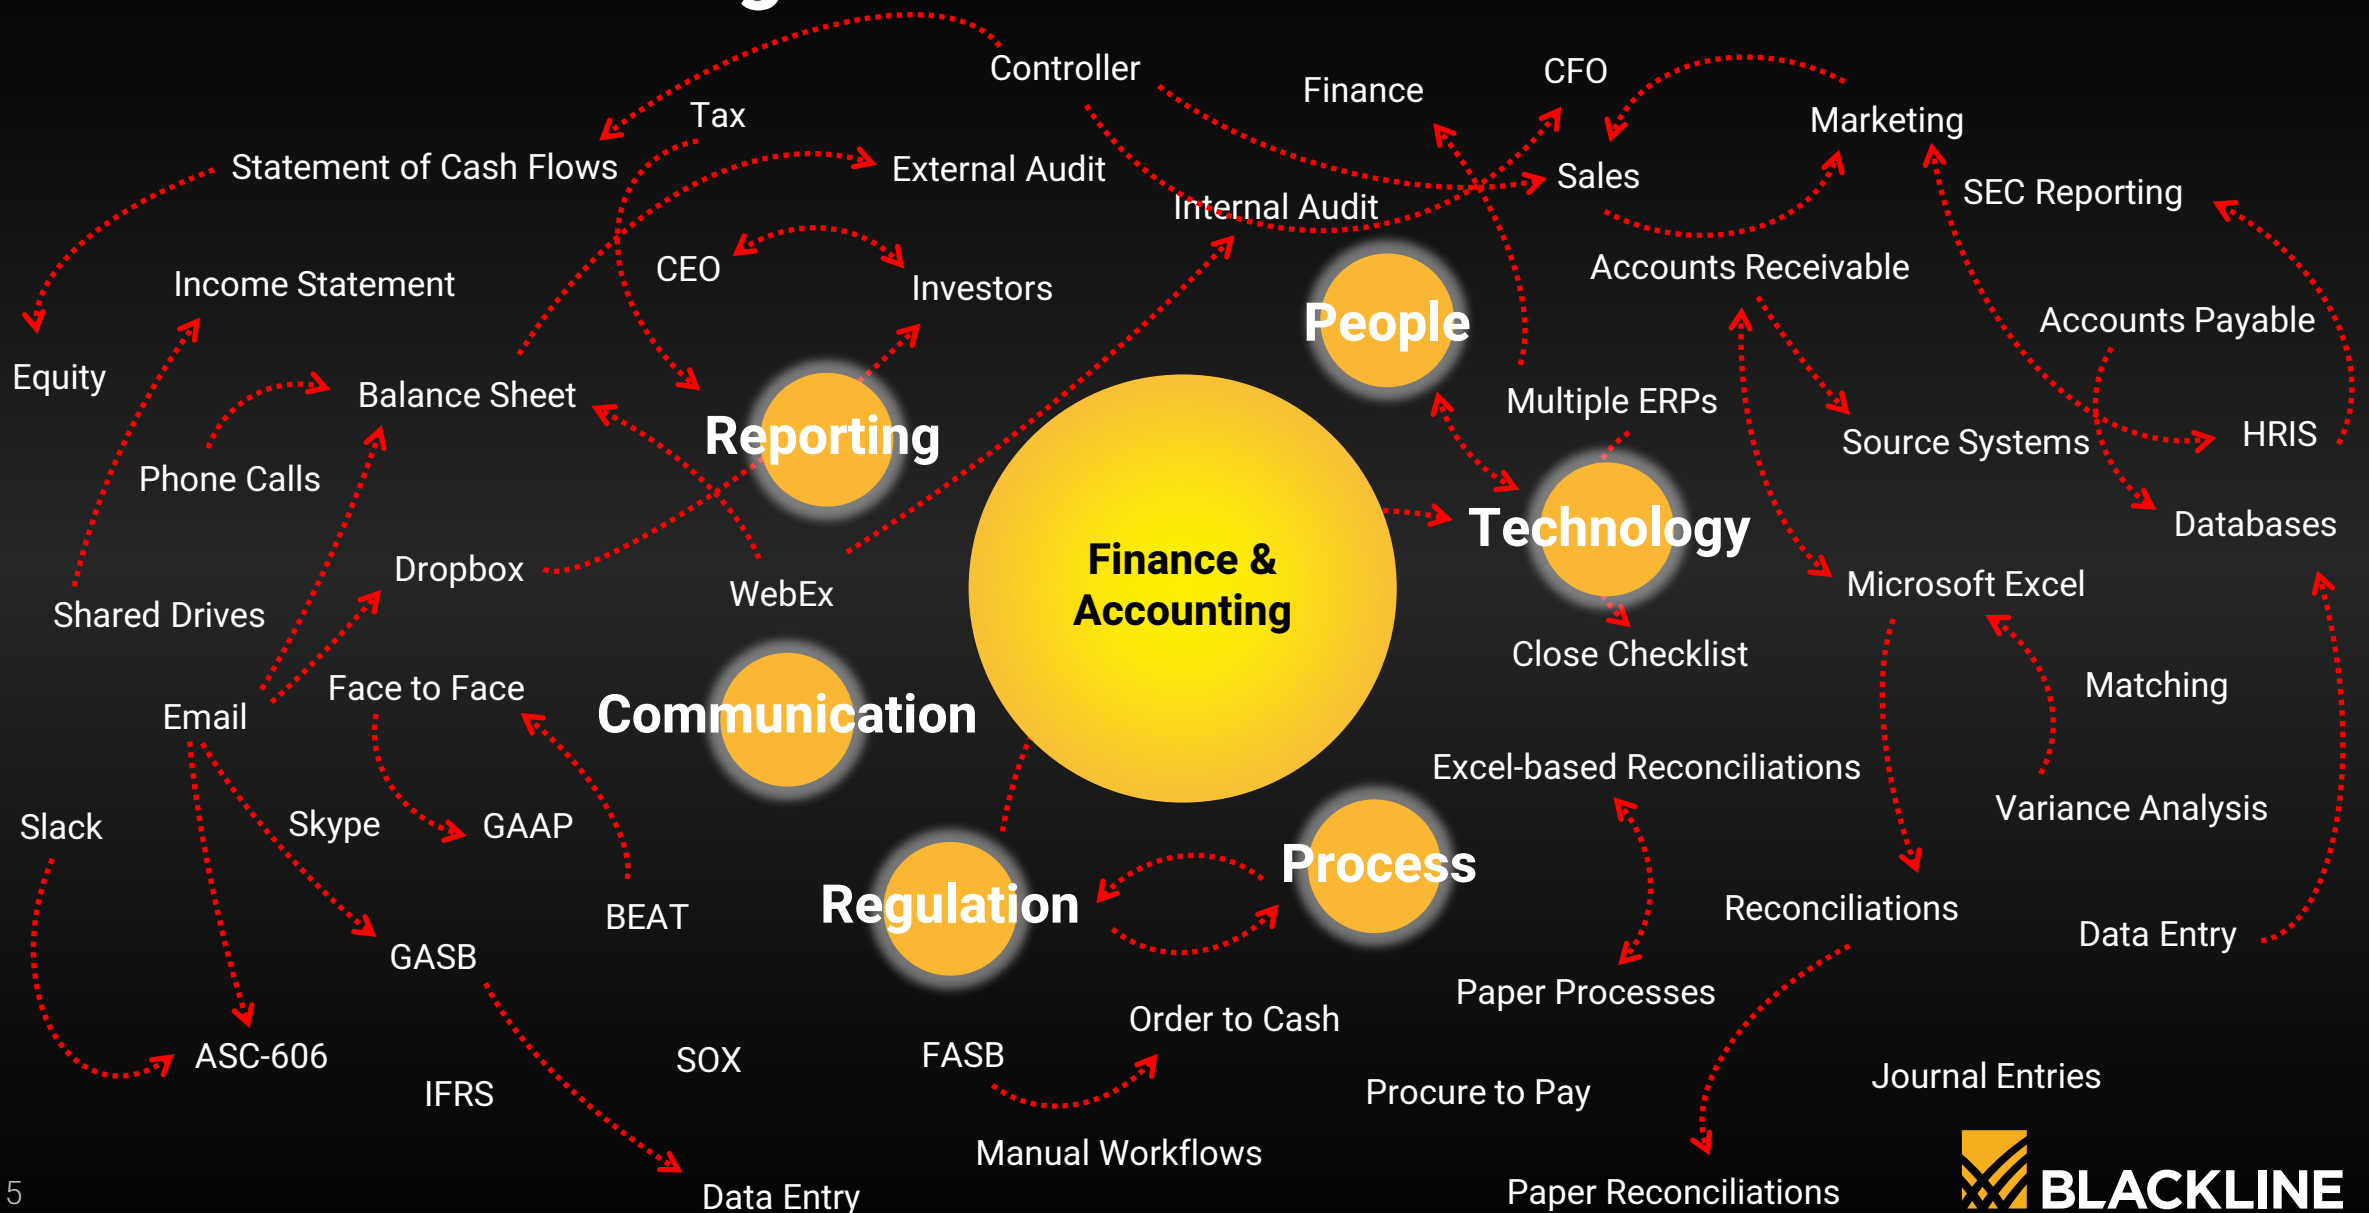 Controller
CFO
Finance
Tax
Marketing
Statement of Cash Flows
External Audit
Sales
SEC Reporting
Internal Audit
CEO
Accounts Receivable
Income Statement
Investors
People
Accounts Payable
Equity
Balance Sheet
Multiple ERPs
Reporting
Source Systems
HRIS
Phone Calls
Technology
Databases
Finance &
Accounting
Dropbox
WebEx
Microsoft Excel
Shared Drives
Close Checklist
Face to Face
Matching
Email
Communication
Excel-based Reconciliations
Variance Analysis
Slack
Skype
GAAP
Process
Regulation
BEAT
Reconciliations
Data Entry
GASB
Paper Processes
Order to Cash
ASC-606
SOX
FASB
Journal Entries
IFRS
Procure to Pay
Manual Workflows
Data Entry
Paper Reconciliations
BLACKLINE
5